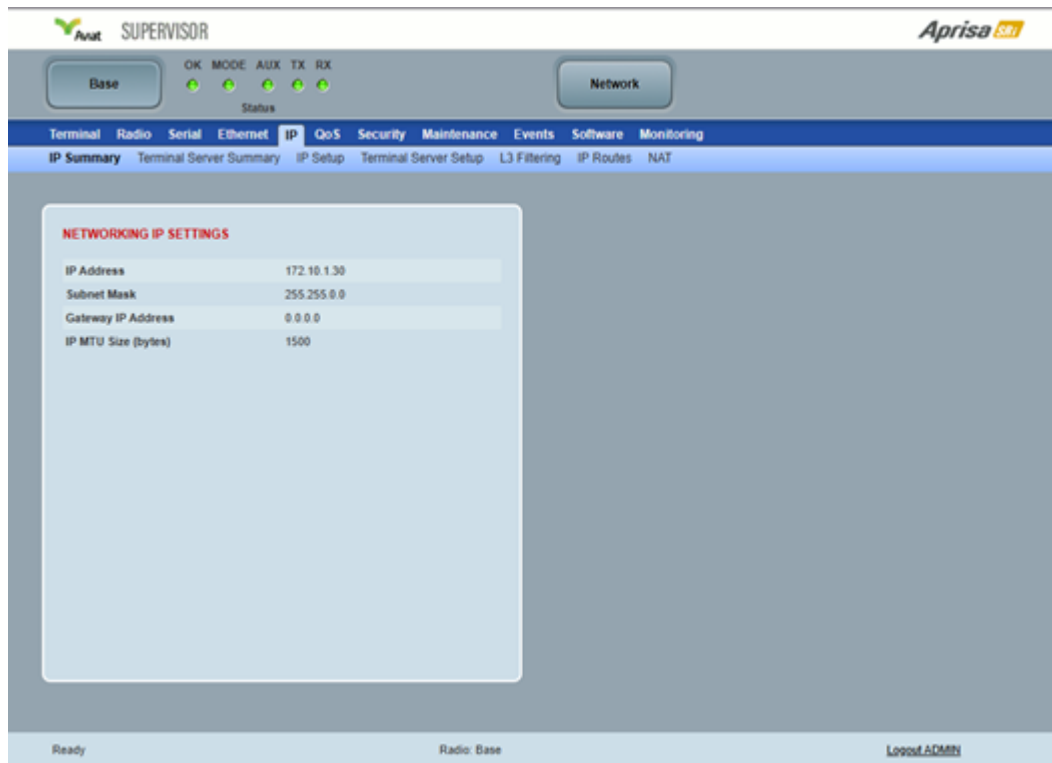 Aviat SUPERVISOR Aprisa SRi
Base OK MODE AUX TX RX Network
Status
Terminal Radio Serial Ethernet IP QoS Security Maintenance Events Software Monitoring
IP Summary Terminal Server Summary IP Setup Terminal Server Setup L3 Filtering IP Routes NAT
NETWORKING IP SETTINGS
IP Address 172.10.1.30
Subnet Mask 255.255.0.0
Gateway IP Address 0.0.0.0
IP MTU Size (bytes) 1500
Ready Radio: Base Logout ADMIN